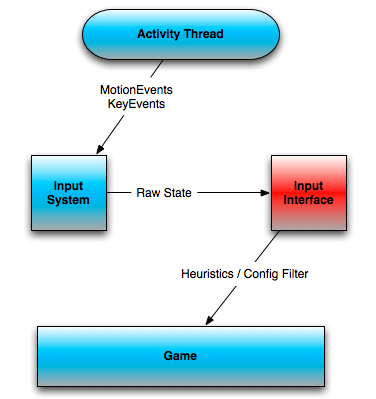 Activity Thread
MotionEvents
KeyEvents
Input
System
Raw State
Input
Interface
Heuristics / Config Filter
Game